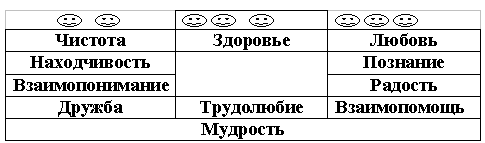 Чистота Здоровье Любовь
Находчивость Познание
Взаимопонимание Радость
Дружба Трудолюбие Взаимопомощь
Мудрость